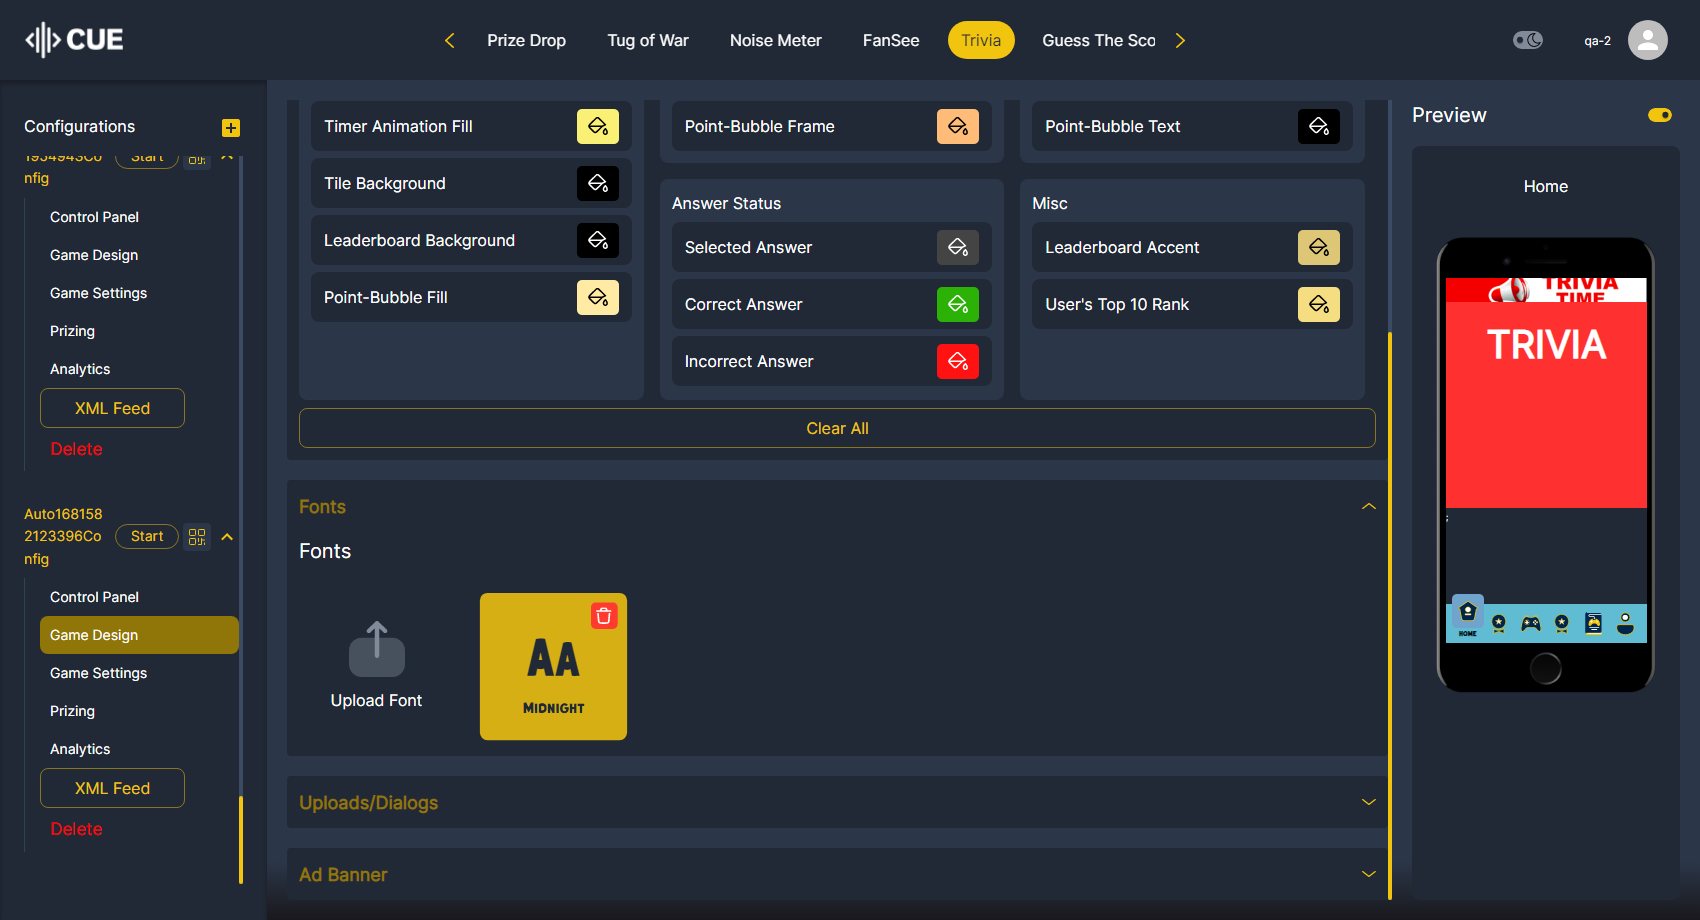 CUE
Prize Drop
Tug of War
Noise Meter
FanSee
Trivia
Guess The Sco
qa-2
Configurations
1954943Co
nfig
Start
Control Panel
Game Design
Game Settings
Prizing
Analytics
XML Feed
Delete
Auto168158
2123396Co
nfig
Start
Control Panel
Game Design
Game Settings
Prizing
Analytics
XML Feed
Delete
Timer Animation Fill
Tile Background
Leaderboard Background
Point-Bubble Fill
Point-Bubble Frame
Point-Bubble Text
Answer Status
Selected Answer
Correct Answer
Incorrect Answer
Misc
Leaderboard Accent
User's Top 10 Rank
Clear All
Fonts
Fonts
Upload Font
AA
MIDNIGHT
Uploads/Dialogs
Ad Banner
Preview
Home
TRIVIA
TIME
TRIVIA
HOME